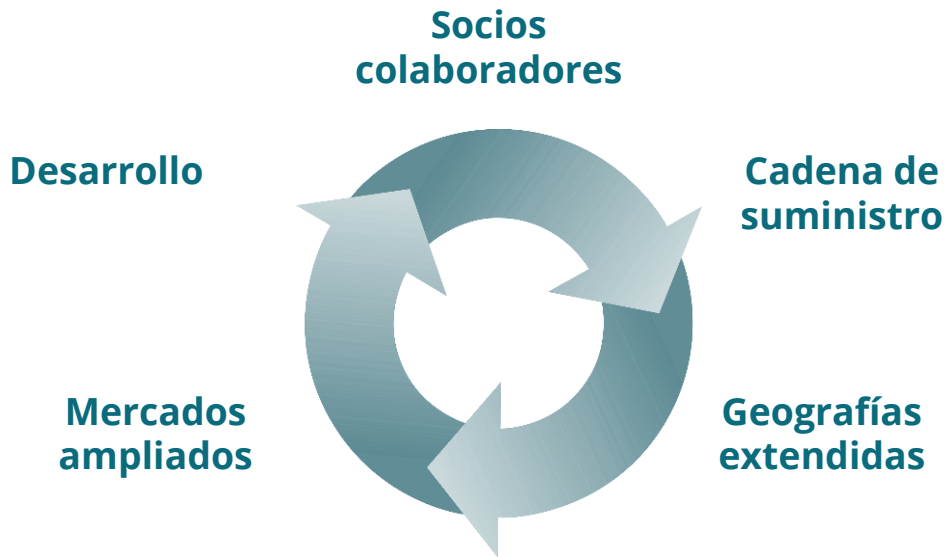 Socios
colaboradores
Desarrollo
Cadena de
suministro
Mercados
ampliados
Geografías
extendidas